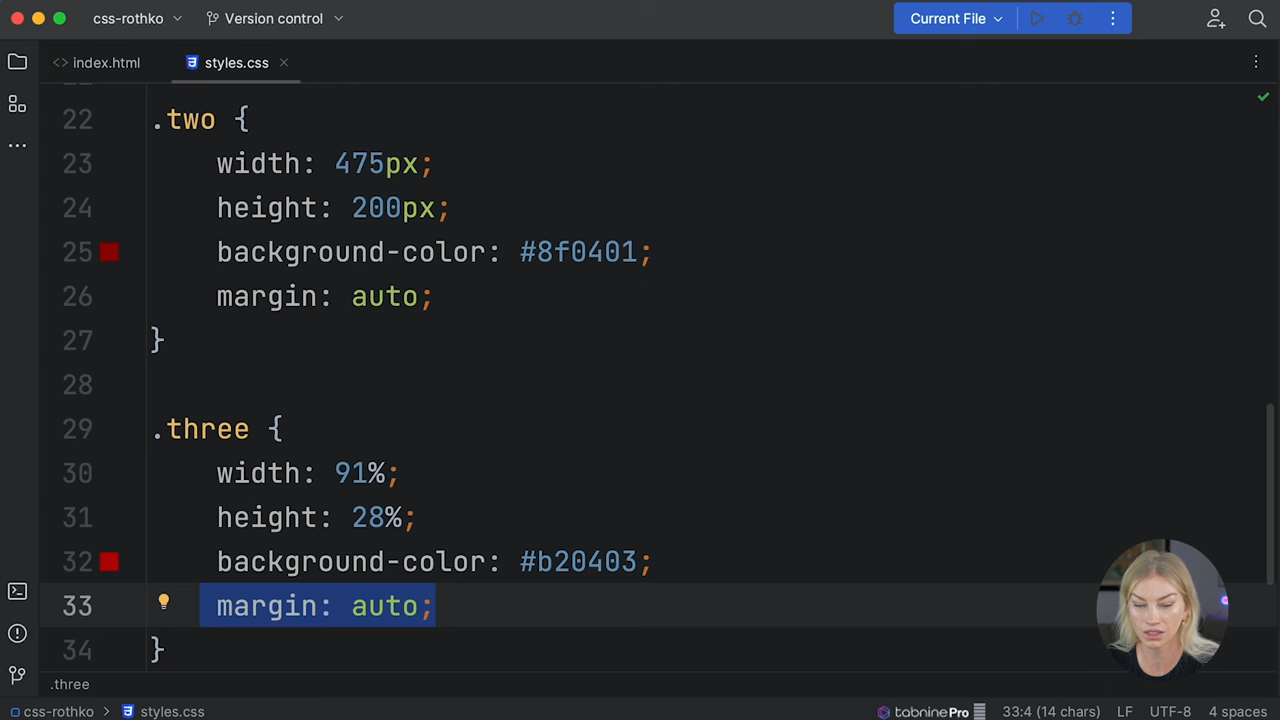 css-rothko
Version control
Current File
index.html
styles.css
22 .two {
23 width: 475px;
24 height: 200px;
25 background-color: #8f0401;
26 margin: auto;
27 }
28
29 .three {
30 width: 91%;
31 height: 28%;
32 background-color: #b20403;
33 margin: auto;
34 }
.three
css-rothko > styles.css
tabnine Pro
33:4 (14 chars)
LF
UTF-8
4 spaces